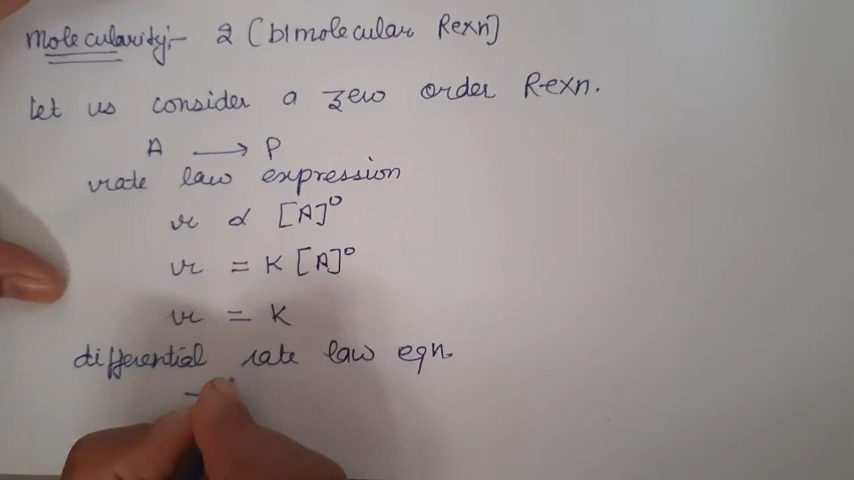 Molecularity:- 2 (bimolecular Rexn)
let us consider a zero order Rexn.
A ⟶ P
rate law expression
r α [A]⁰
r = K [A]⁰
r = K
differential rate law eqn.
-